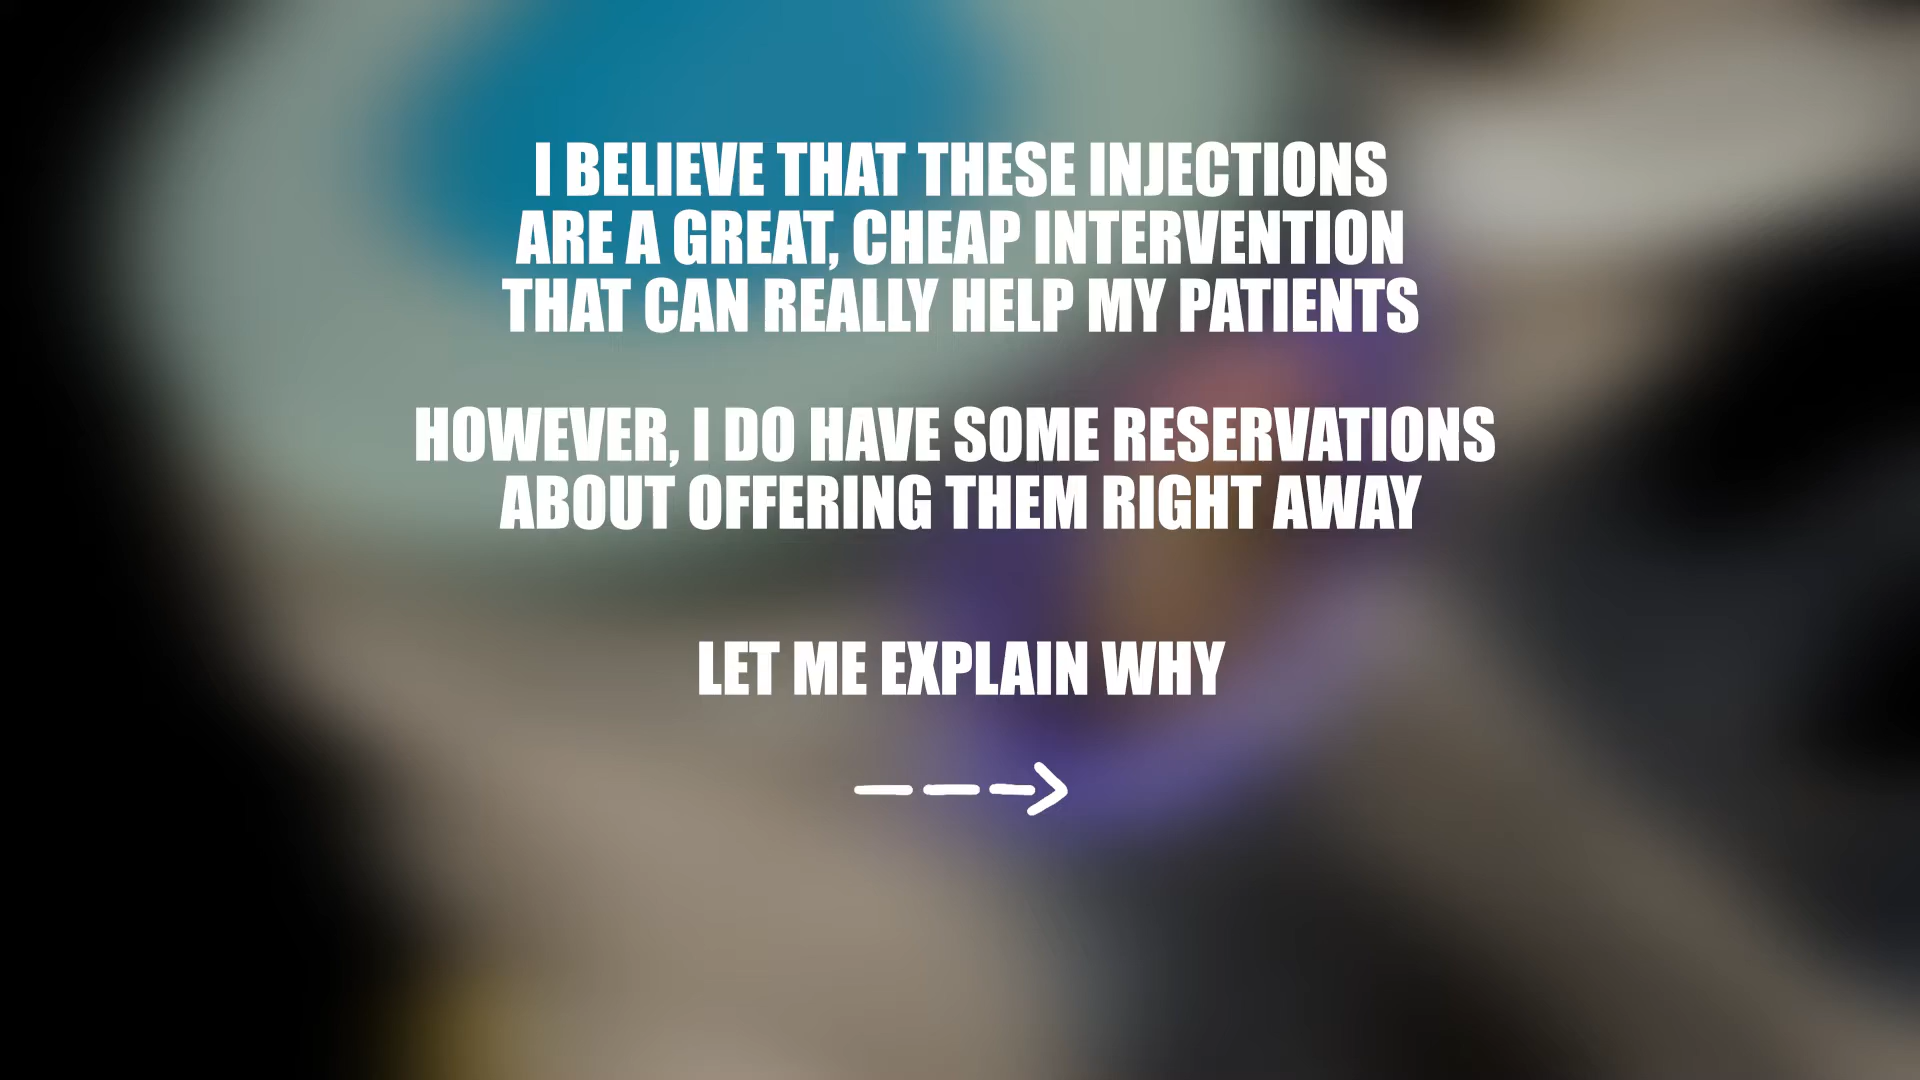 I BELIEVE THAT THESE INJECTIONS
ARE A GREAT, CHEAP INTERVENTION
THAT CAN REALLY HELP MY PATIENTS
HOWEVER, I DO HAVE SOME RESERVATIONS
ABOUT OFFERING THEM RIGHT AWAY
LET ME EXPLAIN WHY